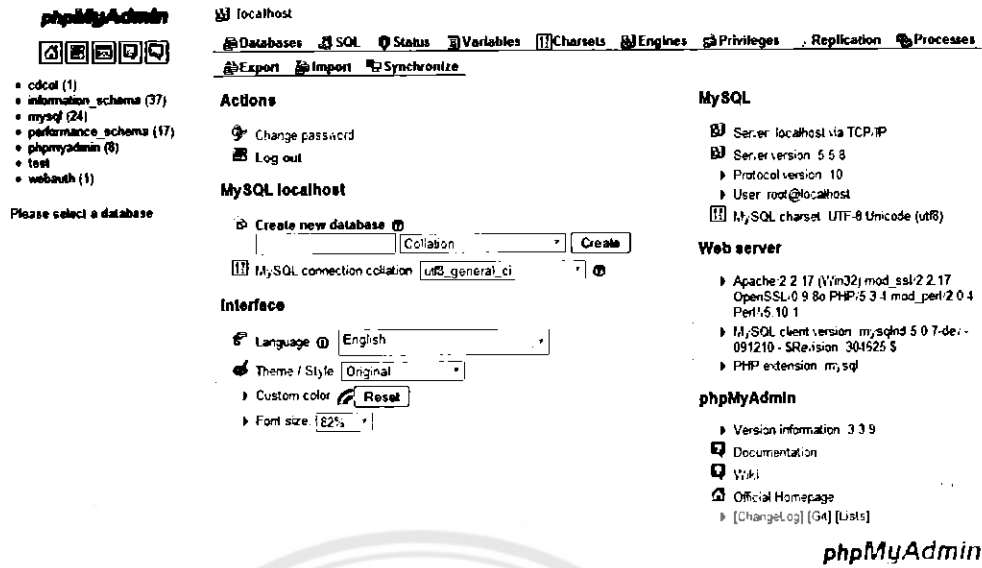 phpMyAdmin
cdcol (1)
information_schema (37)
mysql (24)
performance_schema (17)
phpmyadmin (8)
test
webauth (1)
Please select a database
localhost
Databases SQL Status Variables Charsets Engines Privileges Replication Processes
Export Import Synchronize
Actions
Change password
Log out
MySQL localhost
Create new database
Collation Create
MySQL connection collation utf8_general_ci
Interface
Language English
Theme / Style Original
Custom color Reset
Font size: 82%
MySQL
Server: localhost via TCP/IP
Server version: 5.5.8
Protocol version: 10
User: root@localhost
MySQL charset: UTF-8 Unicode (utf8)
Web server
Apache/2.2.17 (Win32) mod_ssl/2.2.17
OpenSSL/0.9.8o PHP/5.3.4 mod_perl/2.0.4
Perl/v5.10.1
MySQL client version: mysqlnd 5.0.7-dev -
091210 - $Revision: 304625 $
PHP extension: mysql
phpMyAdmin
Version information: 3.3.9
Documentation
Wiki
Official Homepage
[ChangeLog] [Git] [Lists]
phpMyAdmin